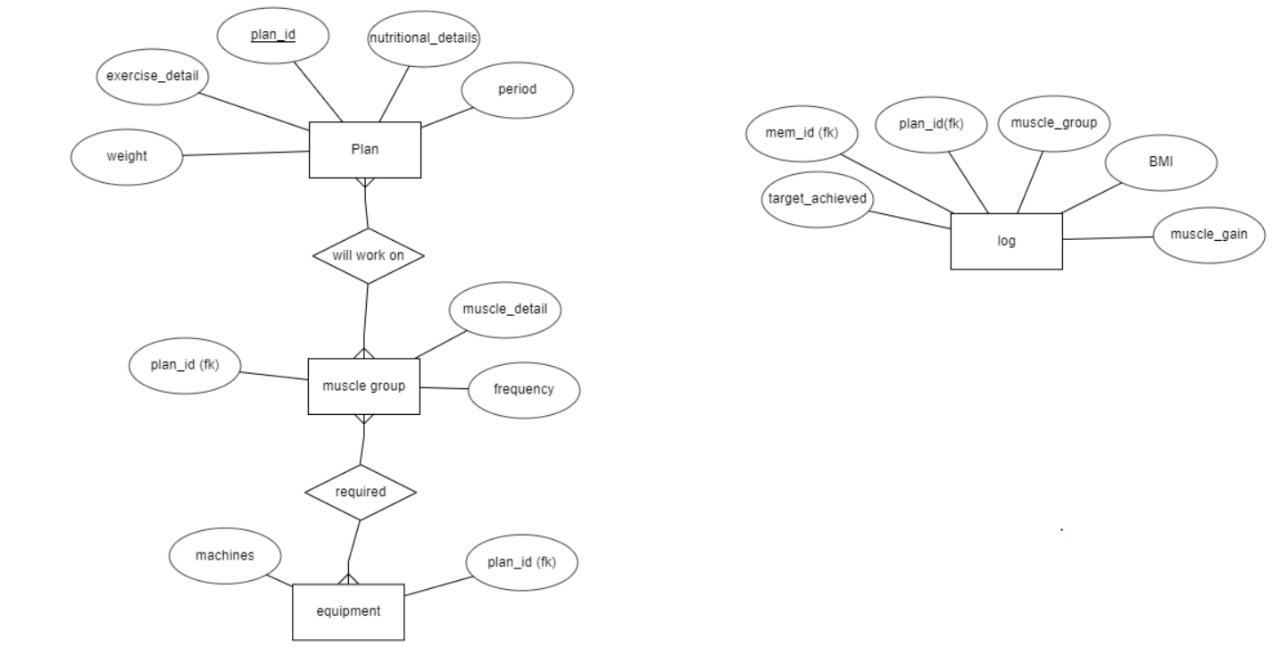 plan_id
nutritional_details
exercise_detail
period
weight
Plan
will work on
muscle_detail
plan_id (fk)
muscle group
frequency
required
machines
plan_id (fk)
equipment
mem_id (fk)
plan_id(fk)
muscle_group
BMI
target_achieved
muscle_gain
log